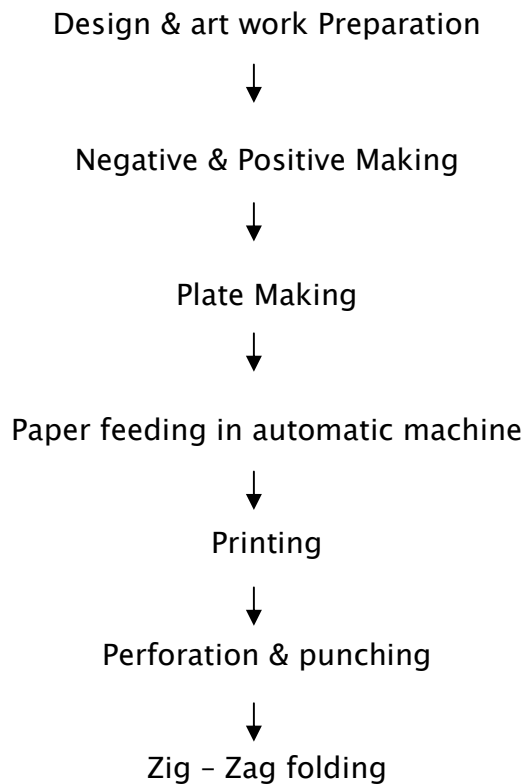 Design & art work Preparation
Negative & Positive Making
Plate Making
Paper feeding in automatic machine
Printing
Perforation & punching
Zig – Zag folding